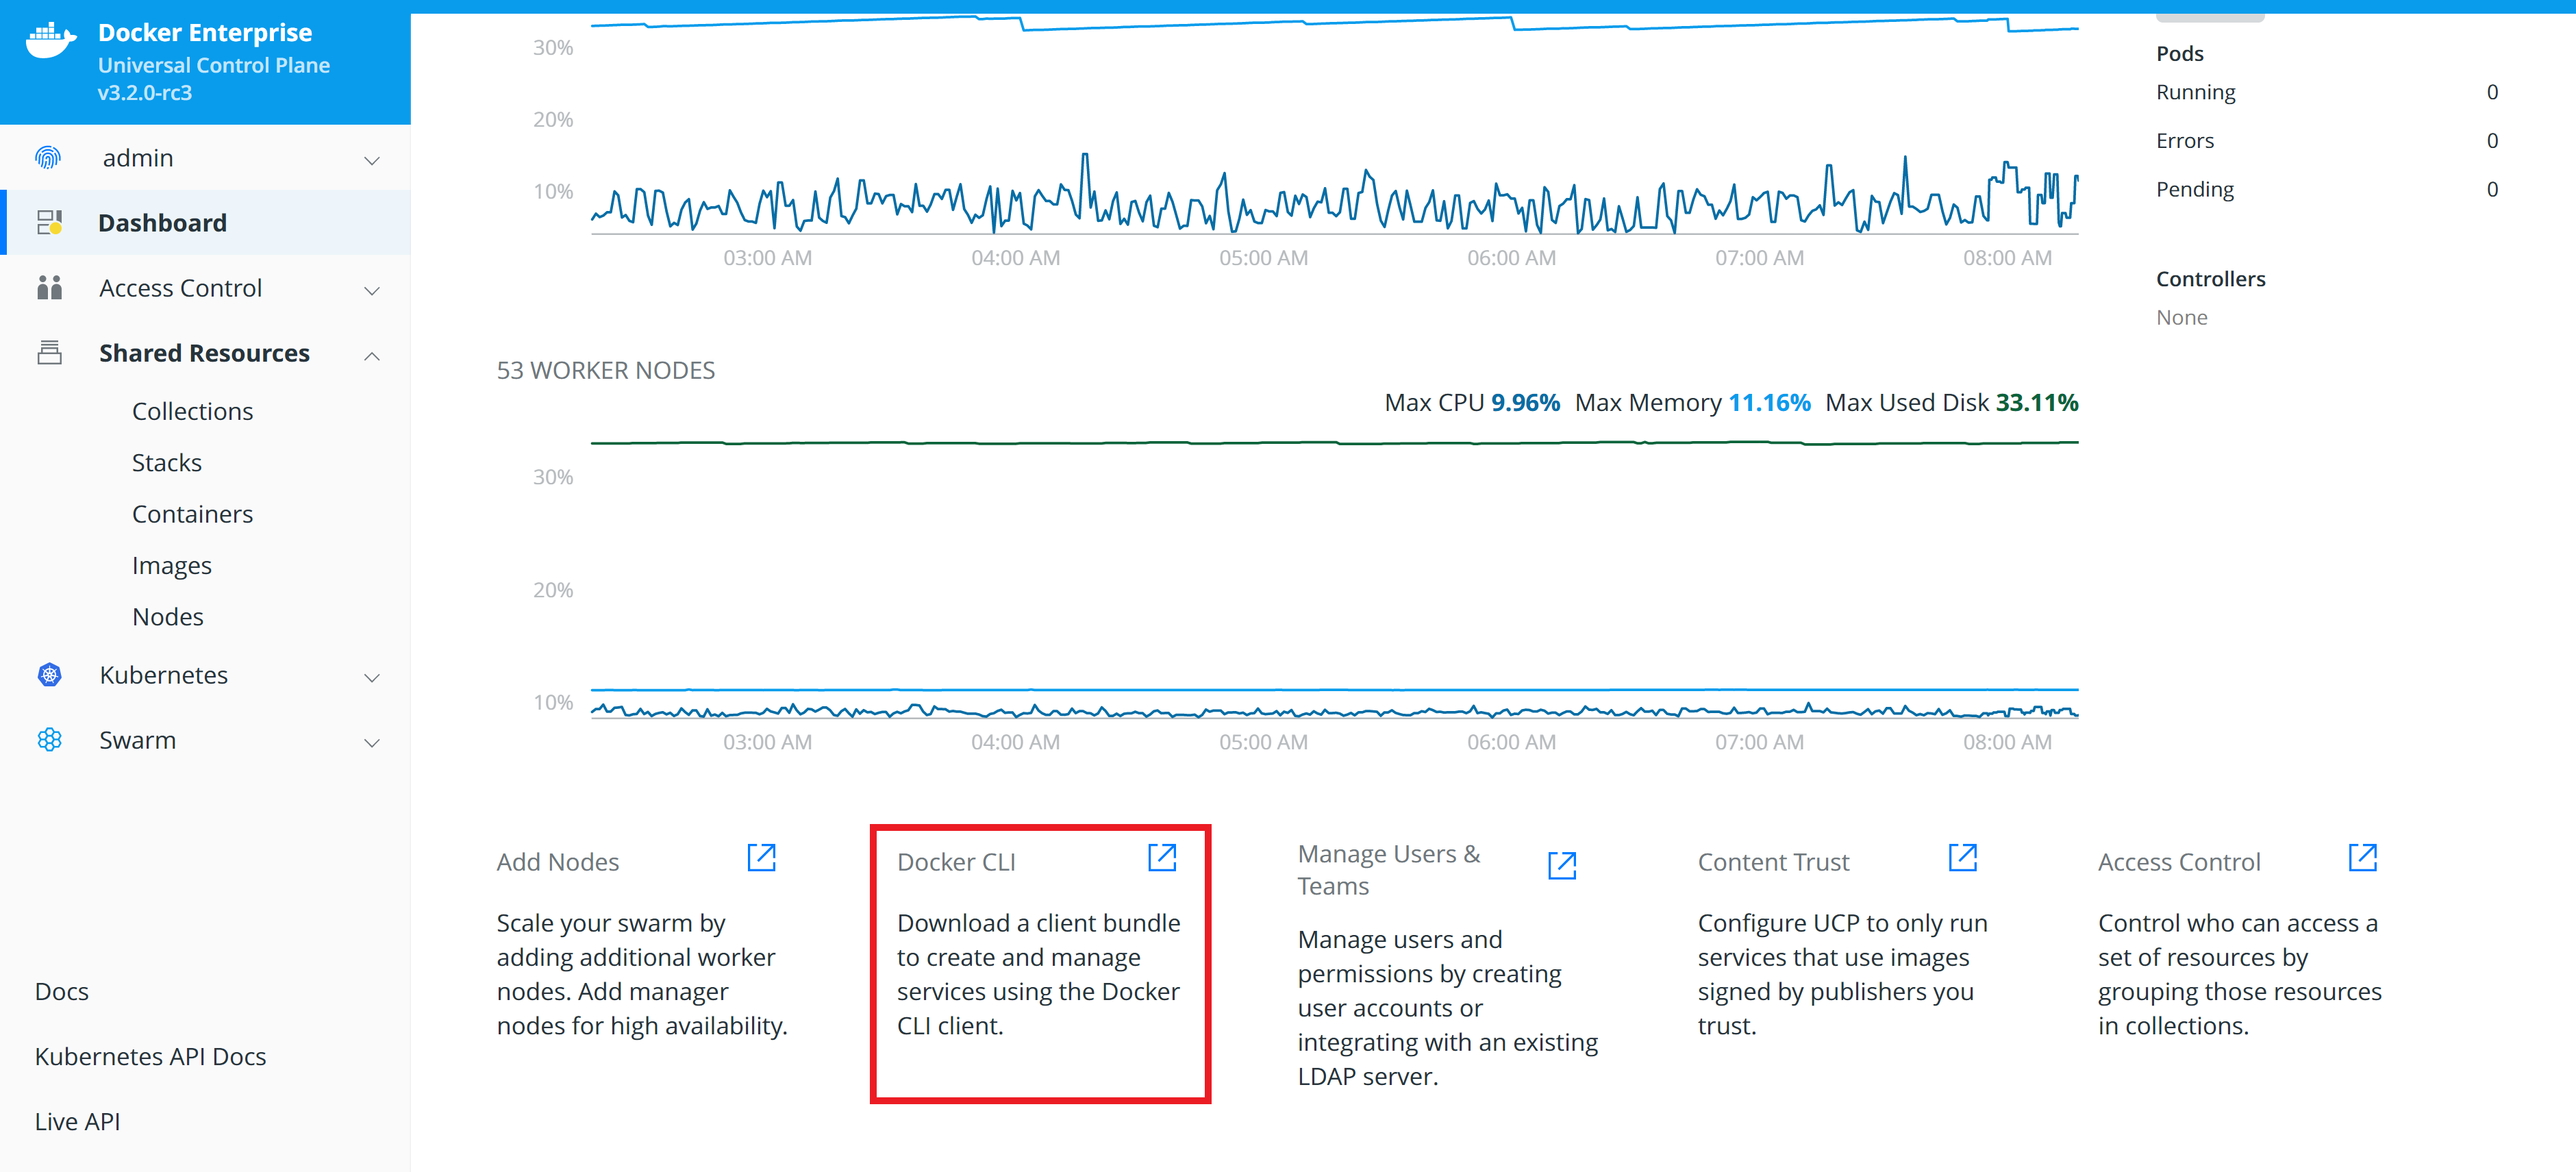 Docker Enterprise
Universal Control Plane
v3.2.0-rc3
admin
Dashboard
Access Control
Shared Resources
Collections
Stacks
Containers
Images
Nodes
Kubernetes
Swarm
Docs
Kubernetes API Docs
Live API
30%
20%
10%
03:00 AM 04:00 AM 05:00 AM 06:00 AM 07:00 AM 08:00 AM
53 WORKER NODES
Max CPU 9.96% Max Memory 11.16% Max Used Disk 33.11%
30%
20%
10%
03:00 AM 04:00 AM 05:00 AM 06:00 AM 07:00 AM 08:00 AM
Pods
Running 0
Errors 0
Pending 0
Controllers
None
Add Nodes
Scale your swarm by
adding additional worker
nodes. Add manager
nodes for high availability.
Docker CLI
Download a client bundle
to create and manage
services using the Docker
CLI client.
Manage Users &
Teams
Manage users and
permissions by creating
user accounts or
integrating with an existing
LDAP server.
Content Trust
Configure UCP to only run
services that use images
signed by publishers you
trust.
Access Control
Control who can access a
set of resources by
grouping those resources
in collections.